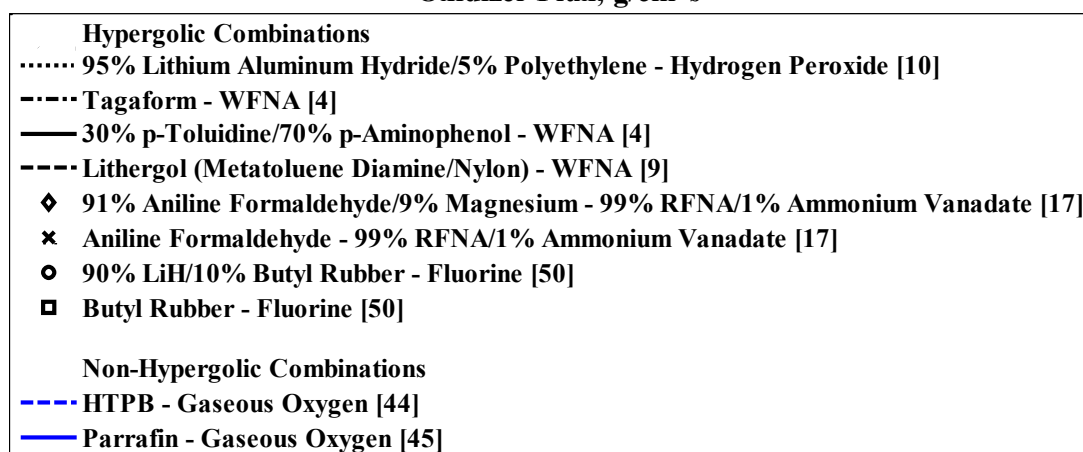 Hypergolic Combinations
95% Lithium Aluminum Hydride/5% Polyethylene - Hydrogen Peroxide [10]
Tagaform - WFNA [4]
30% p-Toluidine/70% p-Aminophenol - WFNA [4]
Lithergol (Metatoluene Diamine/Nylon) - WFNA [9]
91% Aniline Formaldehyde/9% Magnesium - 99% RFNA/1% Ammonium Vanadate [17]
Aniline Formaldehyde - 99% RFNA/1% Ammonium Vanadate [17]
90% LiH/10% Butyl Rubber - Fluorine [50]
Butyl Rubber - Fluorine [50]
Non-Hypergolic Combinations
HTPB - Gaseous Oxygen [44]
Parrafin - Gaseous Oxygen [45]